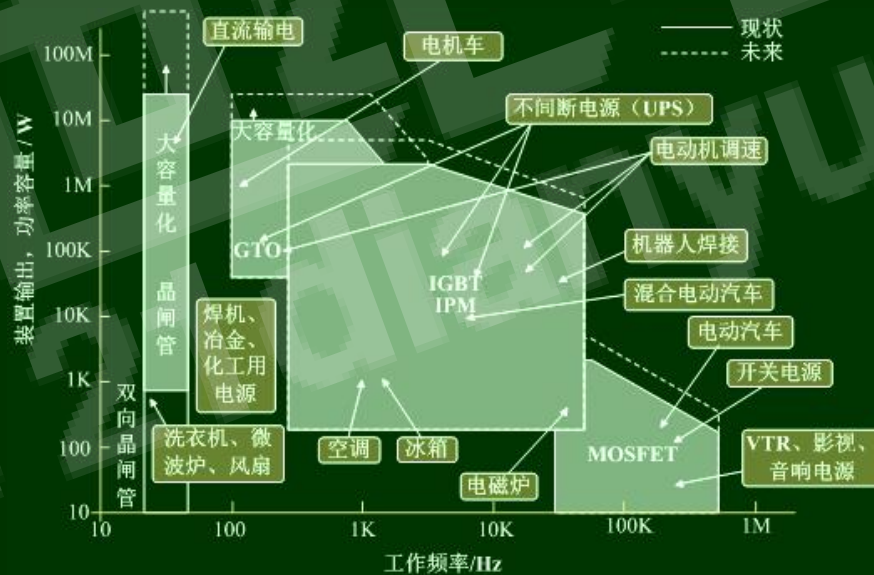 直流输电
电机车
现状
未来
100M
10M
1M
100K
10K
1K
100
10
装置输出，功率容量/W
不间断电源（UPS）
大容量化
电动机调速
大容量化
晶闸管
GTO
机器人焊接
IGBT
IPM
混合电动汽车
焊机、
冶金、
化工用
电源
电动汽车
开关电源
双向晶闸管
洗衣机、微
波炉、风扇
空调
冰箱
电磁炉
MOSFET
VTR、影视、
音响电源
10
100
1K
10K
100K
1M
工作频率/Hz